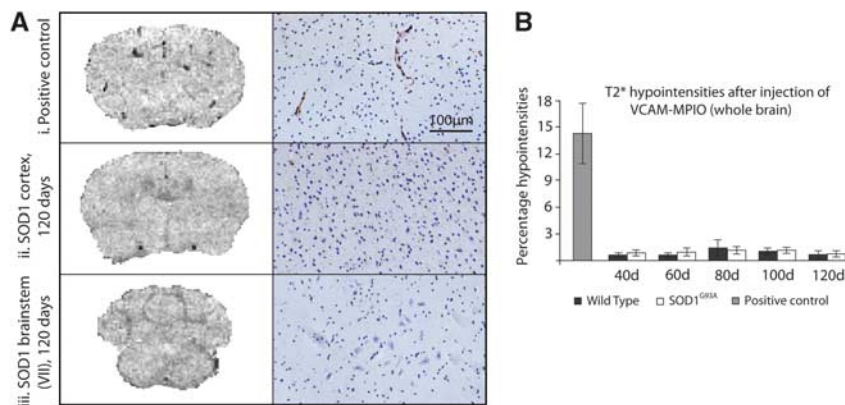 A
i. Positive control
100µm
ii. SOD1 cortex,
120 days
iii. SOD1 brainstem
(VII), 120 days
B
T2* hypointensities after injection of
VCAM-MPIO (whole brain)
Percentage hypointensities
18
15
12
9
6
3
40d 60d 80d 100d 120d
Wild Type SOD1G93A Positive control